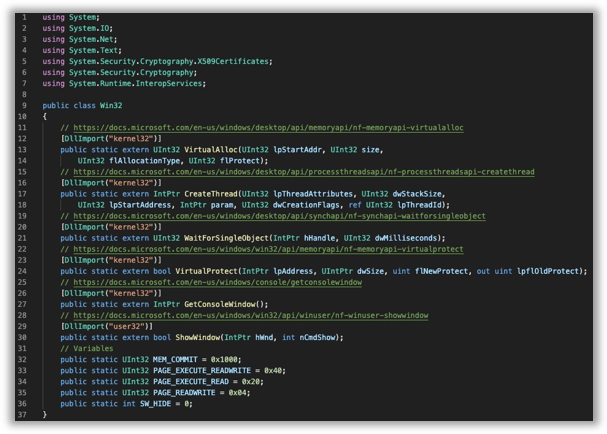 1 using System;
2 using System.IO;
3 using System.Net;
4 using System.Text;
5 using System.Security.Cryptography.X509Certificates;
6 using System.Security.Cryptography;
7 using System.Runtime.InteropServices;
8
9 public class Win32
10 {
11 // https://docs.microsoft.com/en-us/windows/desktop/api/memoryapi/nf-memoryapi-virtualalloc
12 [DllImport("kernel32")]
13 public static extern UInt32 VirtualAlloc(UInt32 lpStartAddr, UInt32 size,
14 UInt32 flAllocationType, UInt32 flProtect);
15 // https://docs.microsoft.com/en-us/windows/desktop/api/processthreadsapi/nf-processthreadsapi-createthread
16 [DllImport("kernel32")]
17 public static extern IntPtr CreateThread(UInt32 lpThreadAttributes, UInt32 dwStackSize,
18 UInt32 lpStartAddress, IntPtr param, UInt32 dwCreationFlags, ref UInt32 lpThreadId);
19 // https://docs.microsoft.com/en-us/windows/desktop/api/synchapi/nf-synchapi-waitforsingleobject
20 [DllImport("kernel32")]
21 public static extern UInt32 WaitForSingleObject(IntPtr hHandle, UInt32 dwMilliseconds);
22 // https://docs.microsoft.com/en-us/windows/win32/api/memoryapi/nf-memoryapi-virtualprotect
23 [DllImport("kernel32")]
24 public static extern bool VirtualProtect(IntPtr lpAddress, UIntPtr dwSize, uint flNewProtect, out uint lpflOldProtect);
25 // https://docs.microsoft.com/en-us/windows/console/getconsolewindow
26 [DllImport("kernel32")]
27 public static extern IntPtr GetConsoleWindow();
28 // https://docs.microsoft.com/en-us/windows/win32/api/winuser/nf-winuser-showwindow
29 [DllImport("user32")]
30 public static extern bool ShowWindow(IntPtr hWnd, int nCmdShow);
31 // Variables
32 public static UInt32 MEM_COMMIT = 0x1000;
33 public static UInt32 PAGE_EXECUTE_READWRITE = 0x40;
34 public static UInt32 PAGE_EXECUTE_READ = 0x20;
35 public static UInt32 PAGE_READWRITE = 0x04;
36 public static int SW_HIDE = 0;
37 }